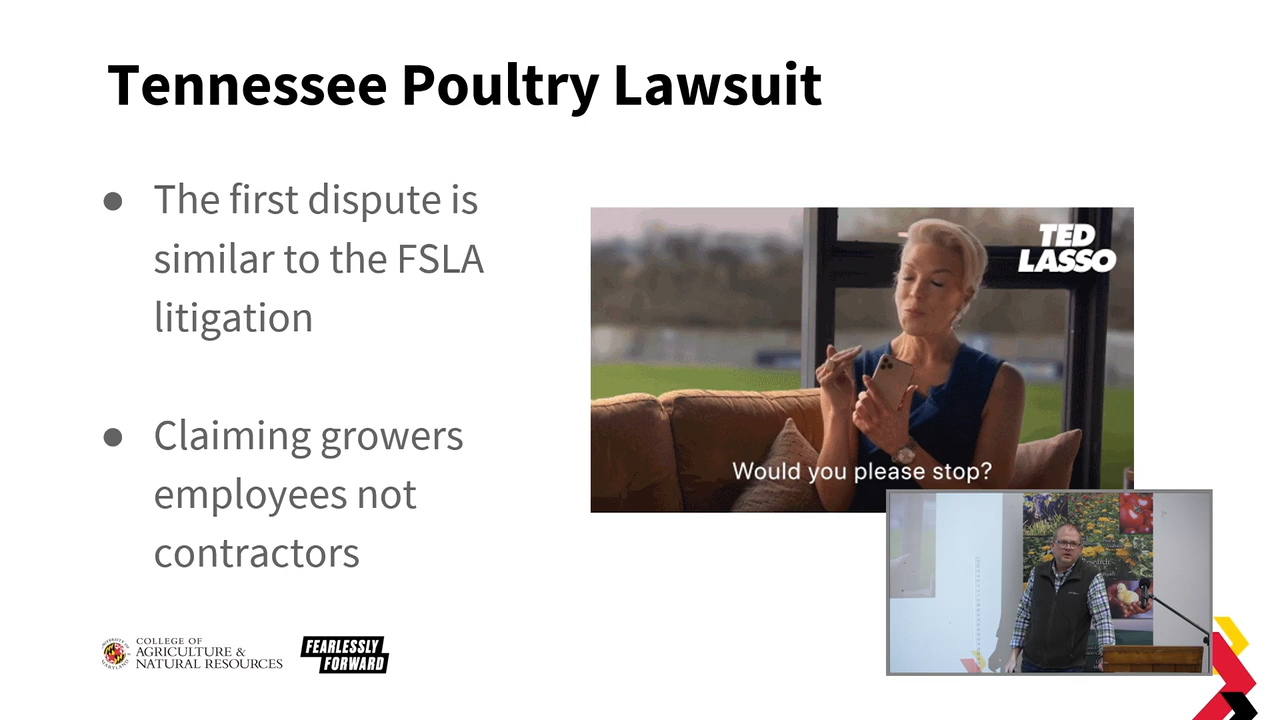 Tennessee Poultry Lawsuit
● The first dispute is
similar to the FSLA
litigation
● Claiming growers
employees not
contractors
TED
LASSO
Would you please stop?
COLLEGE OF
AGRICULTURE &
NATURAL RESOURCES
FEARLESSLY
FORWARD